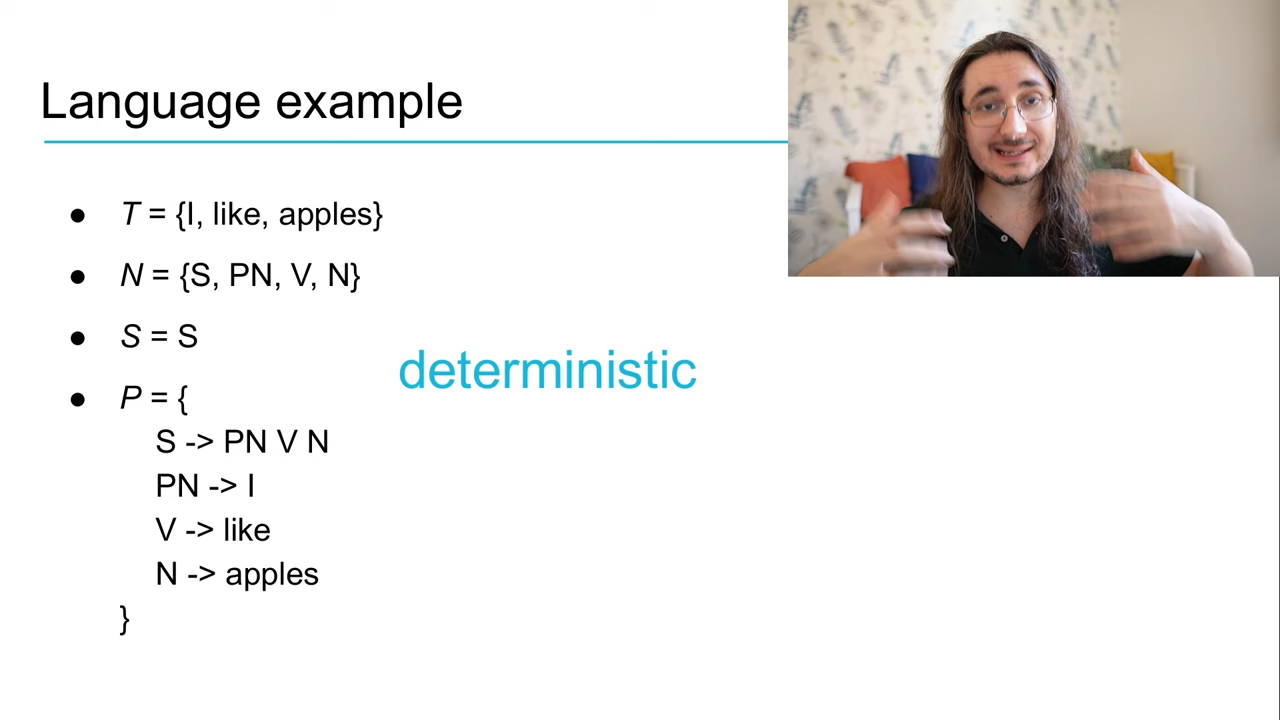 Language example
● T = {I, like, apples}
● N = {S, PN, V, N}
● S = S
deterministic
● P = {
S -> PN V N
PN -> I
V -> like
N -> apples
}